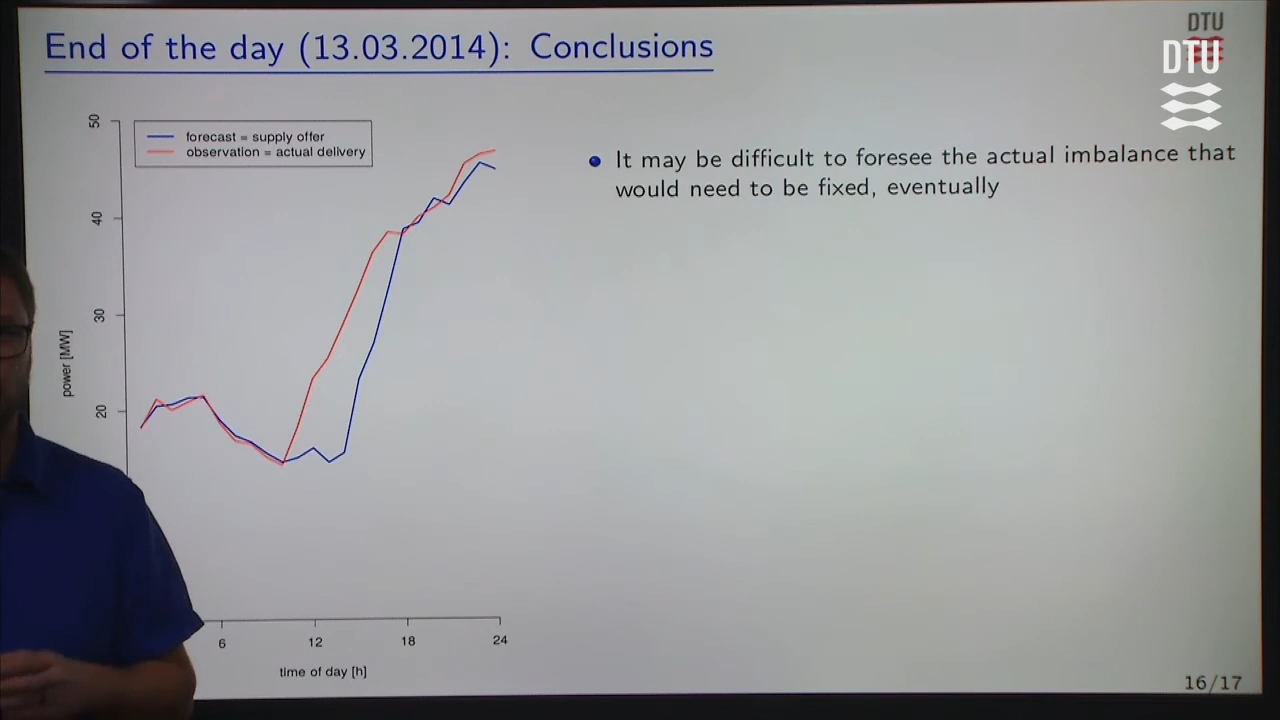 End of the day (13.03.2014): Conclusions
DTU
DTU
50
forecast = supply offer
observation = actual delivery
It may be difficult to foresee the actual imbalance that
would need to be fixed, eventually
40
30
power [MW]
20
6
12
18
24
time of day [h]
16/17